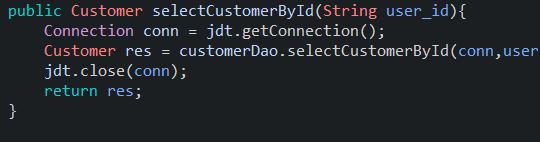 public Customer selectCustomerById(String user_id){
    Connection conn = jdt.getConnection();
    Customer res = customerDao.selectCustomerById(conn,user
    jdt.close(conn);
    return res;
}